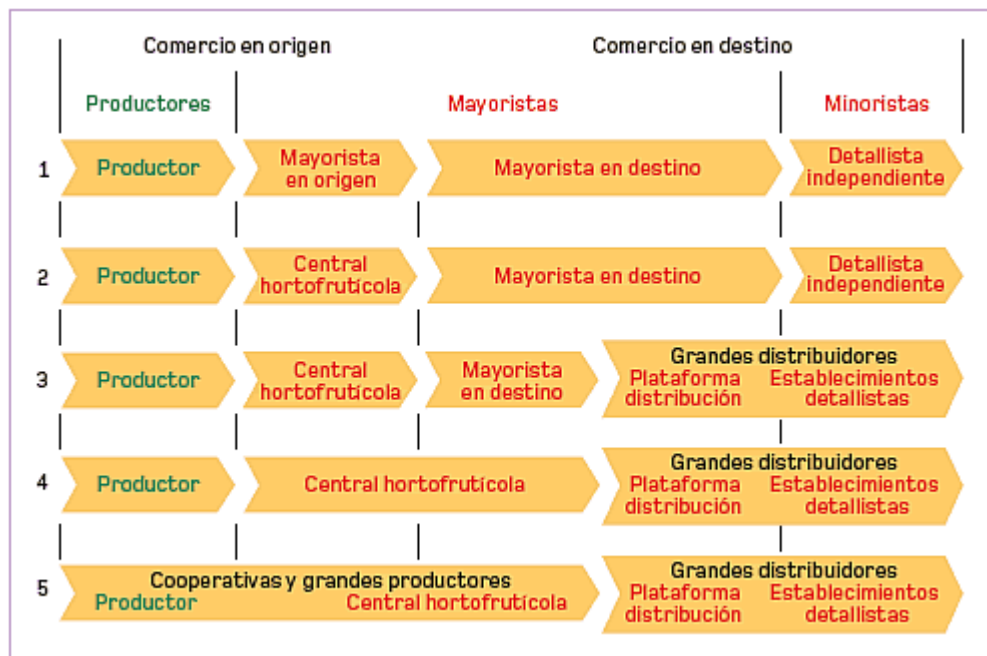 Comercio en origen Comercio en destino
Productores Mayoristas Minoristas
1 Productor Mayorista en origen Mayorista en destino Detallista independiente
2 Productor Central hortofrutícola Mayorista en destino Detallista independiente
3 Productor Central hortofrutícola Mayorista en destino Grandes distribuidores Plataforma distribución Establecimientos detallistas
4 Productor Central hortofrutícola Grandes distribuidores Plataforma distribución Establecimientos detallistas
5 Cooperativas y grandes productores Productor Central hortofrutícola Grandes distribuidores Plataforma distribución Establecimientos detallistas